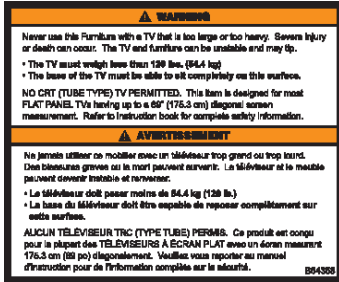 ⚠ WARNING
Never use this Furniture with a TV that is too large or too heavy. Severe injury
or death can occur. The TV and furniture can be unstable and may tip.
• The TV must weigh less than 120 lbs. (54.4 kg)
• The base of the TV must be able to sit completely on this surface.
NO CRT (TUBE TYPE) TV PERMITTED. This item is designed for most
FLAT PANEL TVs having up to a 69" (175.3 cm) diagonal screen
measurement. Refer to instruction book for complete safety information.
⚠ AVERTISSEMENT
Ne jamais utiliser ce mobilier avec un téléviseur trop grand ou trop lourd.
Des blessures graves ou la mort peuvent survenir. Le téléviseur et le meuble
peuvent devenir instable et renverser.
• Le téléviseur doit peser moins de 54.4 kg (120 lb.)
• La base du téléviseur doit être capable de reposer complètement sur
cette surface.
AUCUN TÉLÉVISEUR TRC (TYPE TUBE) PERMIS. Ce produit est conçu
pour la plupart des TÉLÉVISEURS À ÉCRAN PLAT avec un écran mesurant
175.3 cm (69 po) diagonalement. Veuillez vous reporter au manuel
d'instruction pour de l'information complète sur la sécurité.